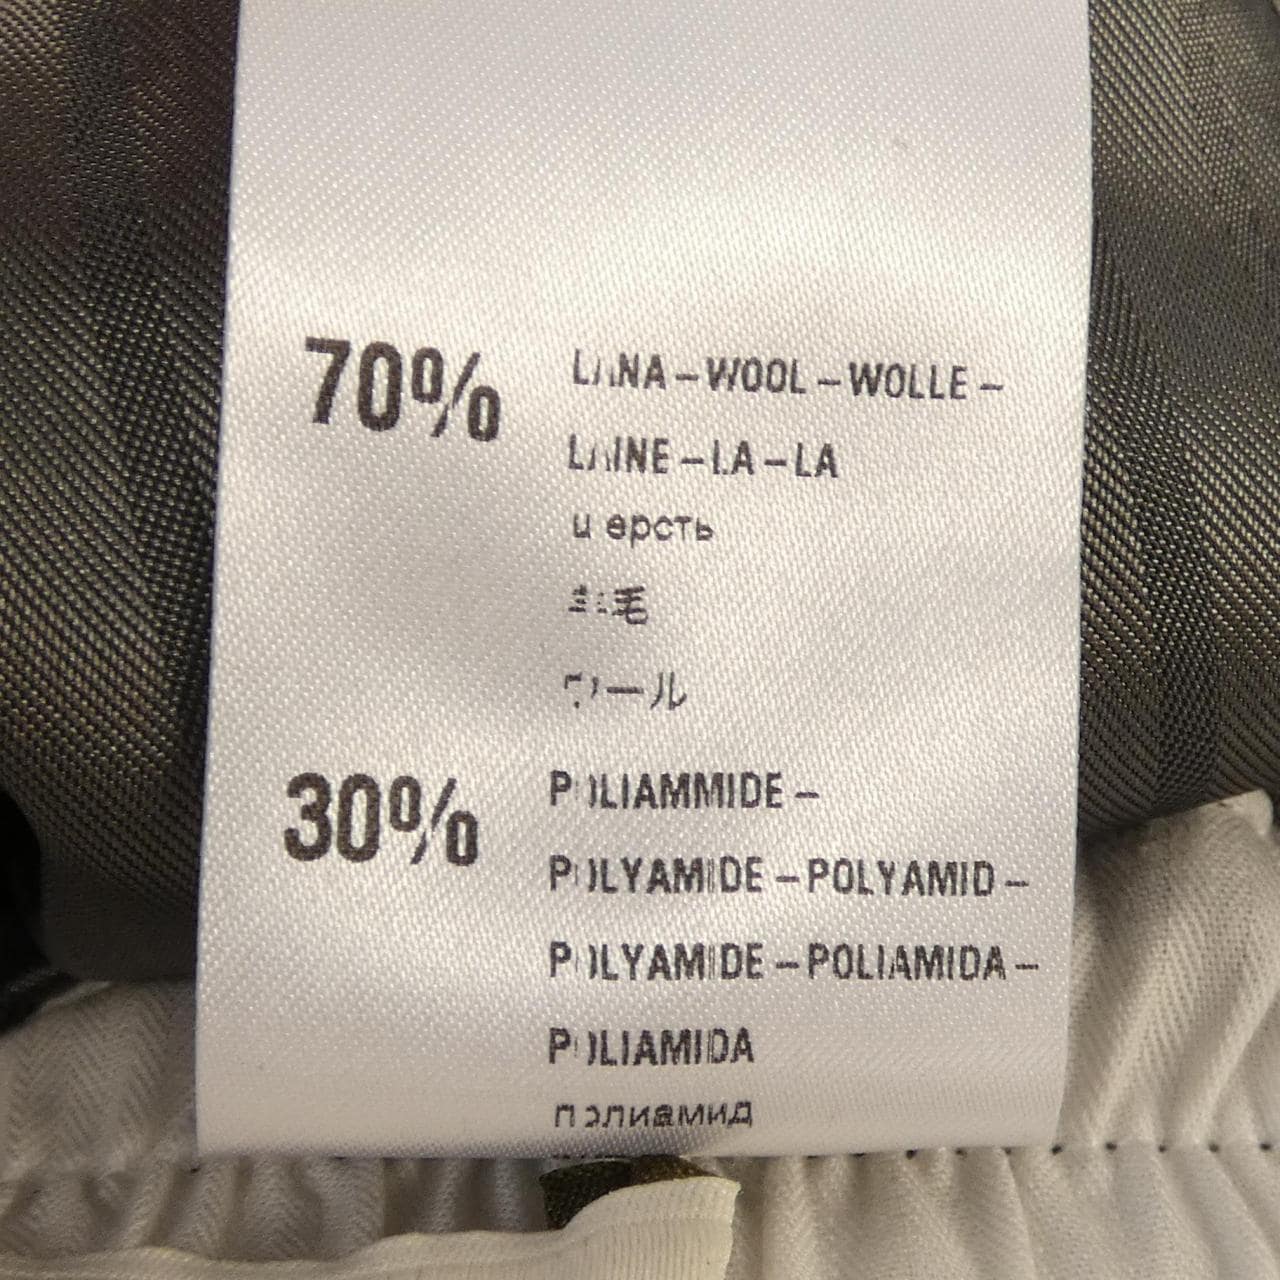 70% LANA-WOOL-WOLLE-
LAINE-LA-LA
шерсть
羊毛
ウール
30% POLIAMMIDE-
POLYAMIDE-POLYAMID-
POLYAMIDE-POLIAMIDA-
POLIAMIDA
полиамид